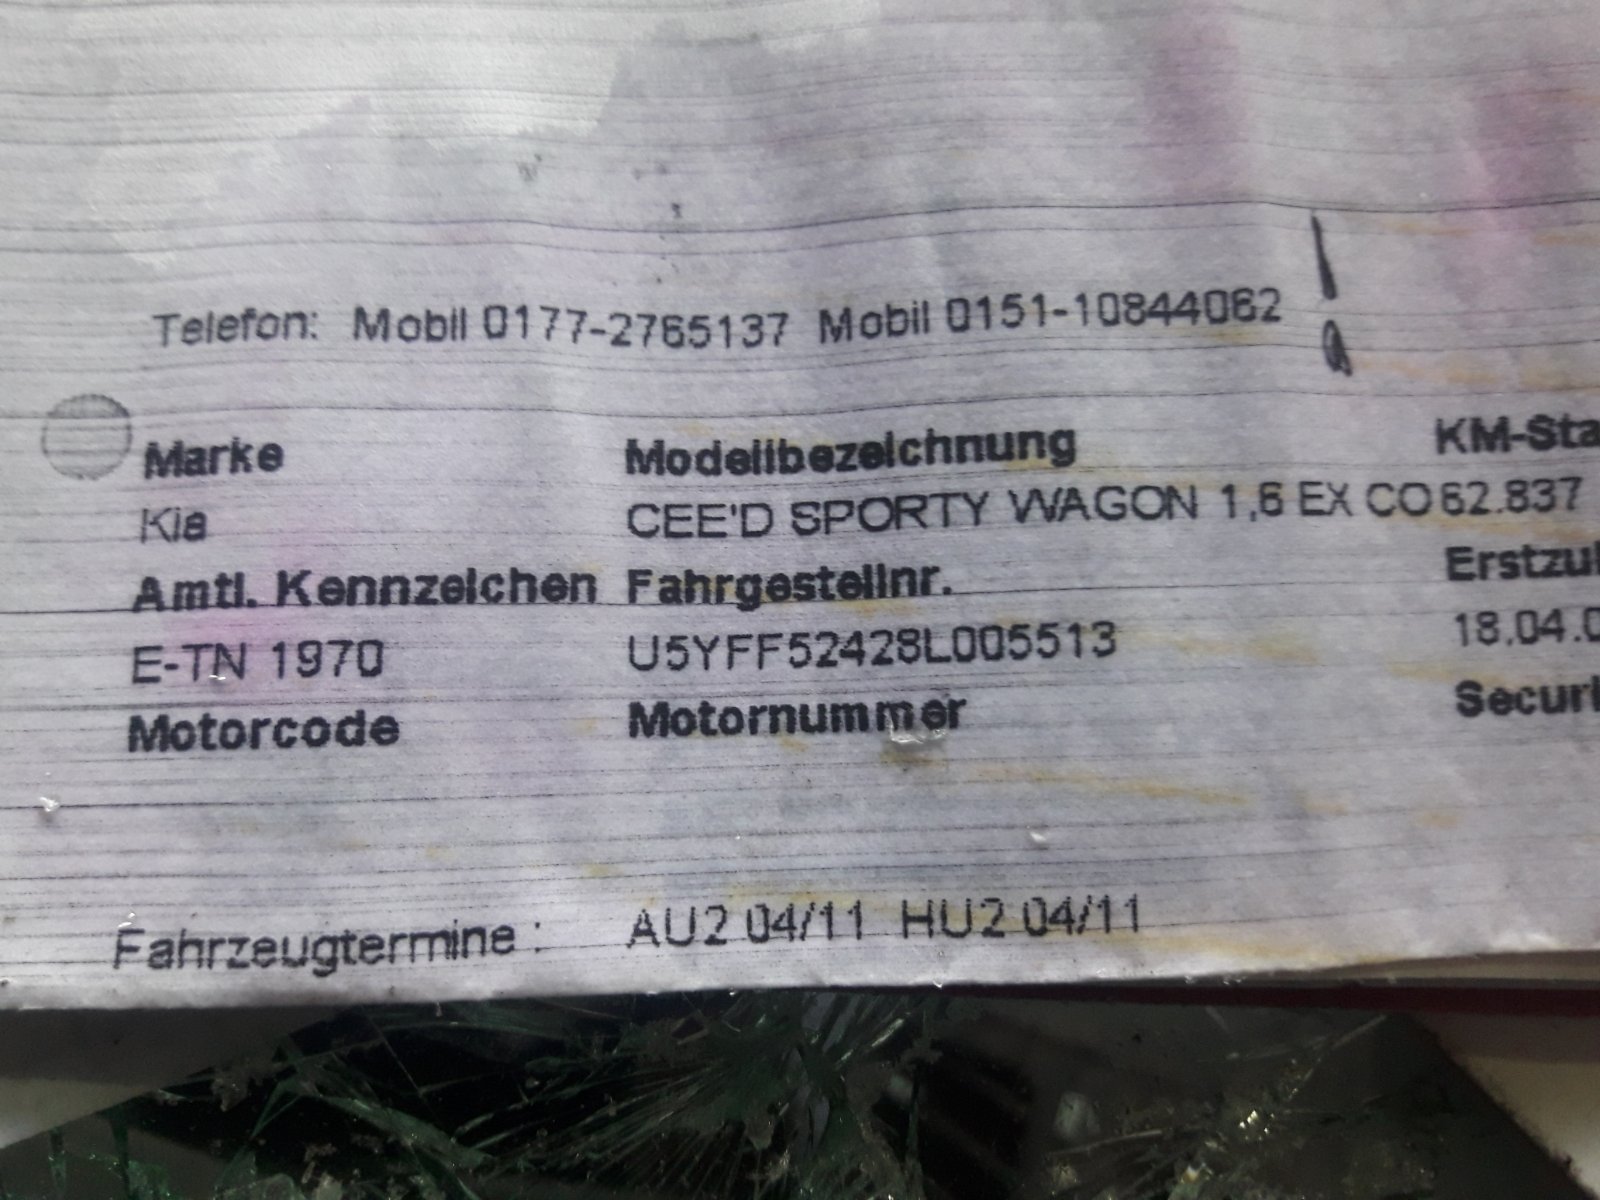 Telefon: Mobil 0177-2765137 Mobil 0151-10844062 !
Marke Modellbezeichnung KM-Sta
Kia CEE'D SPORTY WAGON 1,6 EX CO 62.837
Amtl. Kennzeichen Fahrgestellnr. Erstzul
E-TN 1970 U5YFF52428L005513 18.04.0
Motorcode Motornummer Securi
Fahrzeugtermine : AU2 04/11 HU2 04/11